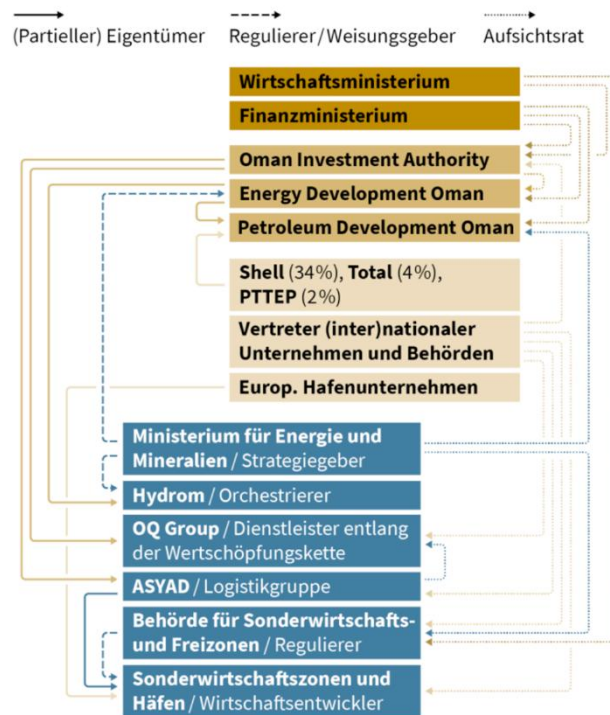 (Partieller) Eigentümer
Regulierer/Weisungsgeber
Aufsichtsrat
Wirtschaftsministerium
Finanzministerium
Oman Investment Authority
Energy Development Oman
Petroleum Development Oman
Shell (34%), Total (4%),
PTTEP (2%)
Vertreter (inter)nationaler
Unternehmen und Behörden
Europ. Hafenunternehmen
Ministerium für Energie und
Mineralien / Strategiegeber
Hydrom / Orchestrierer
OQ Group / Dienstleister entlang
der Wertschöpfungskette
ASYAD / Logistikgruppe
Behörde für Sonderwirtschafts-
und Freizonen / Regulierer
Sonderwirtschaftszonen und
Häfen / Wirtschaftsentwickler